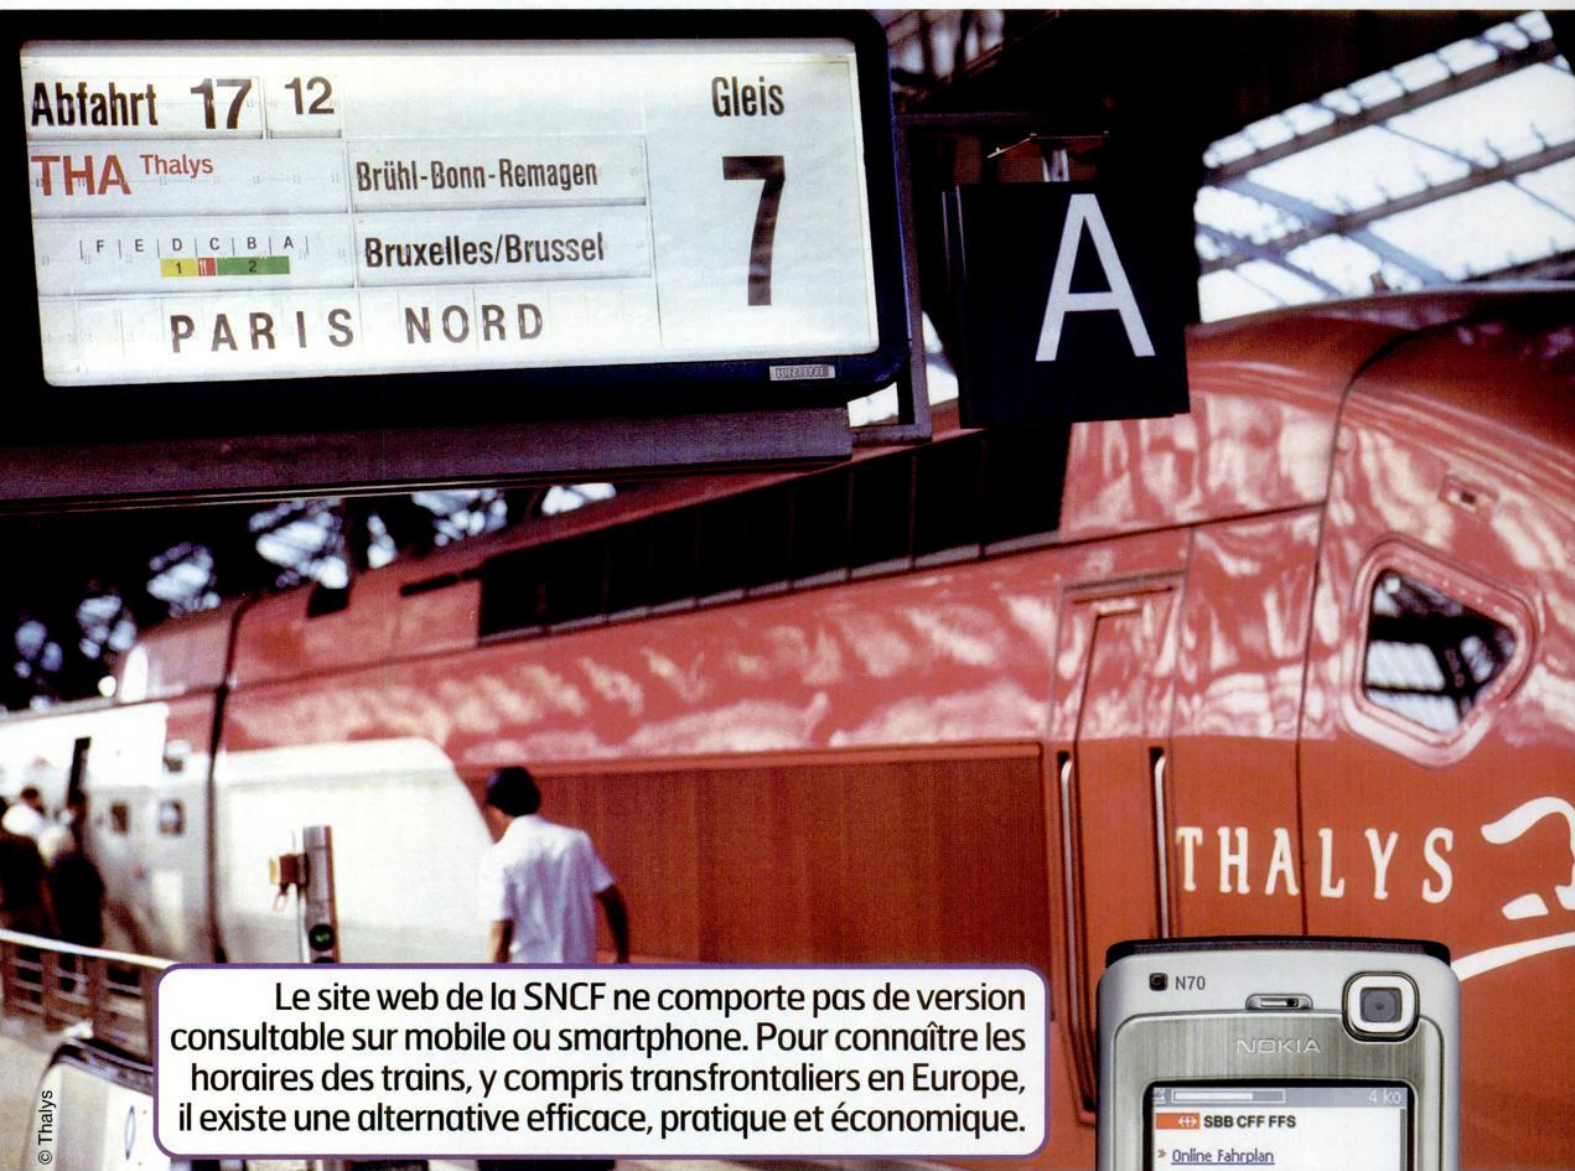 Abfahrt 17 12
Gleis
THA Thalys
Brühl-Bonn-Remagen
7
F E D C B A
1 2
Bruxelles/Brussel
PARIS NORD
KRONE
A
THALYS
N70
NOKIA
4 ko
SBB CFF FFS
Online Fahrplan
Le site web de la SNCF ne comporte pas de version
consultable sur mobile ou smartphone. Pour connaître les
horaires des trains, y compris transfrontaliers en Europe,
il existe une alternative efficace, pratique et économique.
© Thalys